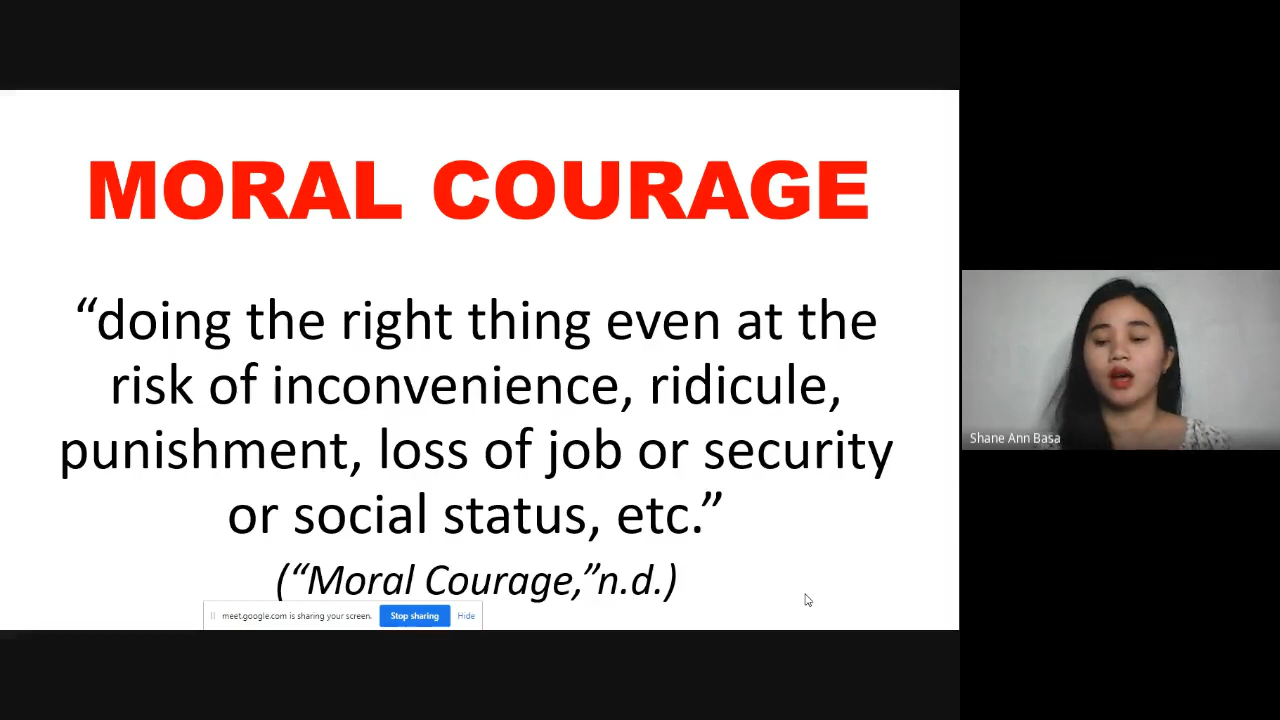 MORAL COURAGE
“doing the right thing even at the
risk of inconvenience, ridicule,
punishment, loss of job or security
or social status, etc.”
(“Moral Courage,”n.d.)
meet.google.com is sharing your screen.
Stop sharing
Hide
Shane Ann Basa